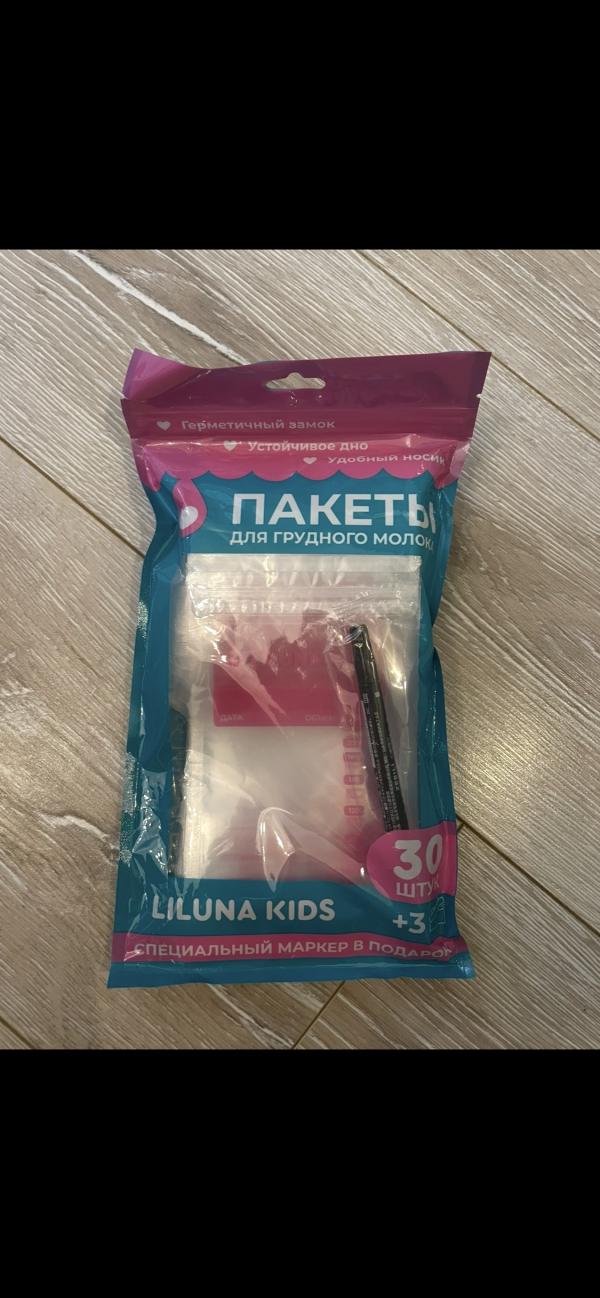 Герметичный замок
Устойчивое дно
Удобный носик
ПАКЕТЫ
ДЛЯ ГРУДНОГО МОЛОКА
ДАТА
30
ШТУК
LILUNA KIDS
+3
СПЕЦИАЛЬНЫЙ МАРКЕР В ПОДАРОК